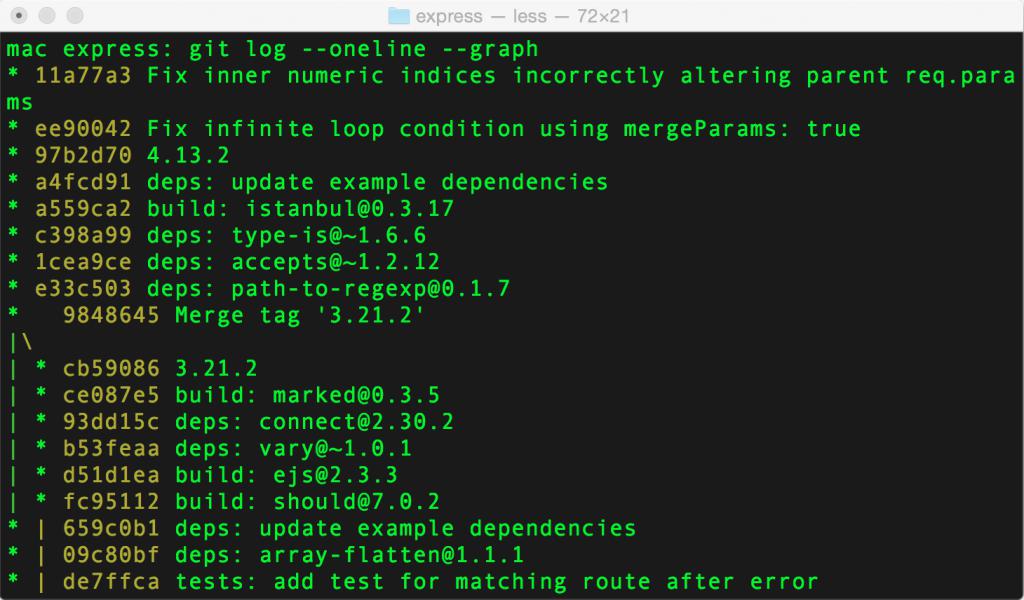 express — less — 72×21
mac express: git log --oneline --graph
* 11a77a3 Fix inner numeric indices incorrectly altering parent req.para
ms
* ee90042 Fix infinite loop condition using mergeParams: true
* 97b2d70 4.13.2
* a4fcd91 deps: update example dependencies
* a559ca2 build: istanbul@0.3.17
* c398a99 deps: type-is@~1.6.6
* 1cea9ce deps: accepts@~1.2.12
* e33c503 deps: path-to-regexp@0.1.7
*   9848645 Merge tag '3.21.2'
|\
| * cb59086 3.21.2
| * ce087e5 build: marked@0.3.5
| * 93dd15c deps: connect@2.30.2
| * b53feaa deps: vary@~1.0.1
| * d51d1ea build: ejs@2.3.3
| * fc95112 build: should@7.0.2
* | 659c0b1 deps: update example dependencies
* | 09c80bf deps: array-flatten@1.1.1
* | de7ffca tests: add test for matching route after error